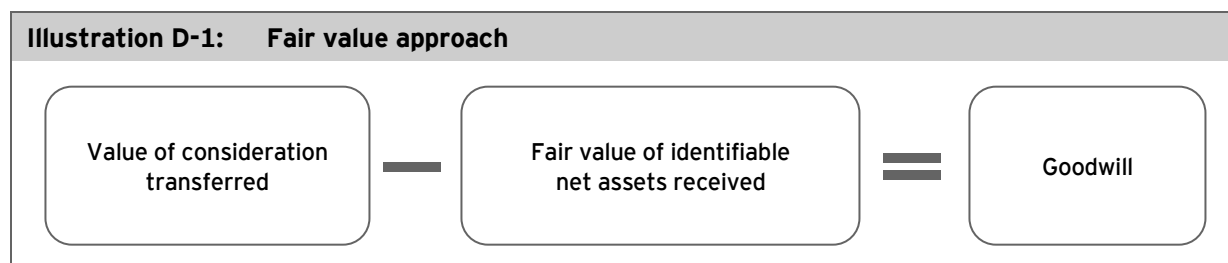 Illustration D-1: Fair value approach
Value of consideration
transferred
Fair value of identifiable
net assets received
Goodwill